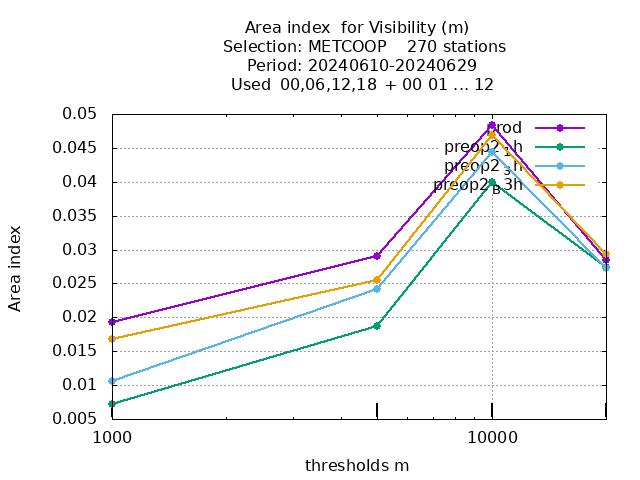 Area index  for Visibility (m)
Selection: METCOOP    270 stations
Period: 20240610-20240629
Used  00,06,12,18  + 00 01 ... 12
0.05
0.045
0.04
0.035
0.03
0.025
0.02
0.015
0.01
0.005
Area index
prod
preop2_1h
preop2_3h
preop2_B3h
1000
10000
thresholds m